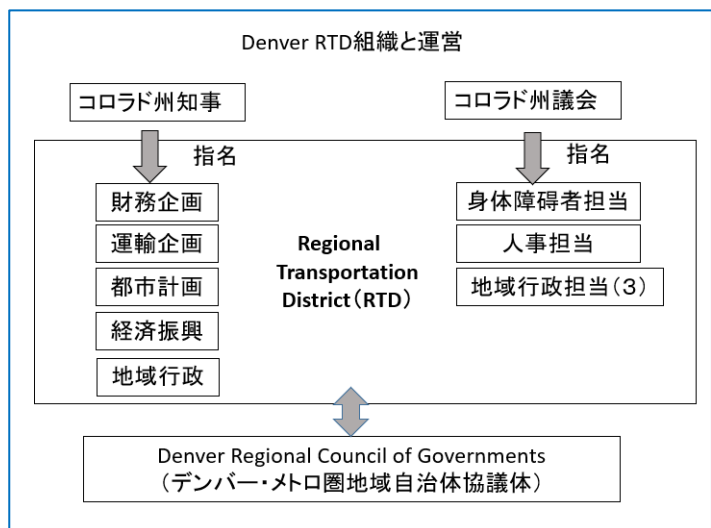 Denver RTD組織と運営
コロラド州知事
コロラド州議会
指名
指名
財務企画
運輸企画
都市計画
経済振興
地域行政
Regional
Transportation
District(RTD)
身体障碍者担当
人事担当
地域行政担当(3)
Denver Regional Council of Governments
(デンバー・メトロ圏地域自治体協議体)